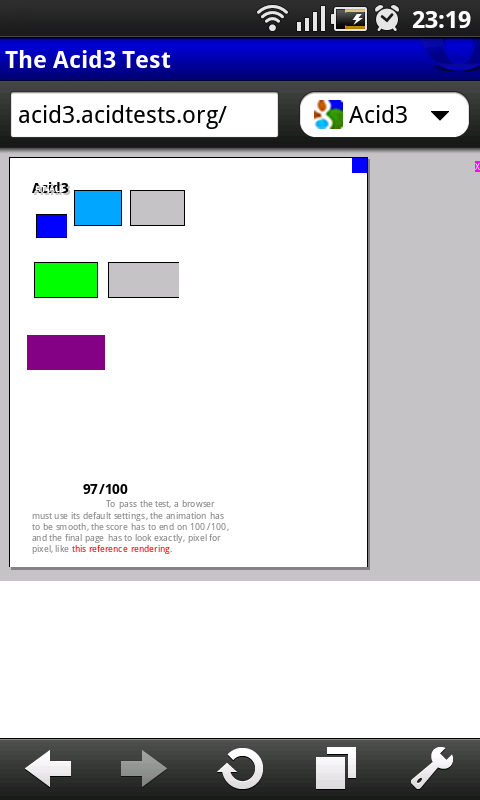 23:19
The Acid3 Test
acid3.acidtests.org/
Acid3
X
Acid3
97/100
To pass the test, a browser
must use its default settings, the animation has
to be smooth, the score has to end on 100/100,
and the final page has to look exactly, pixel for
pixel, like this reference rendering.